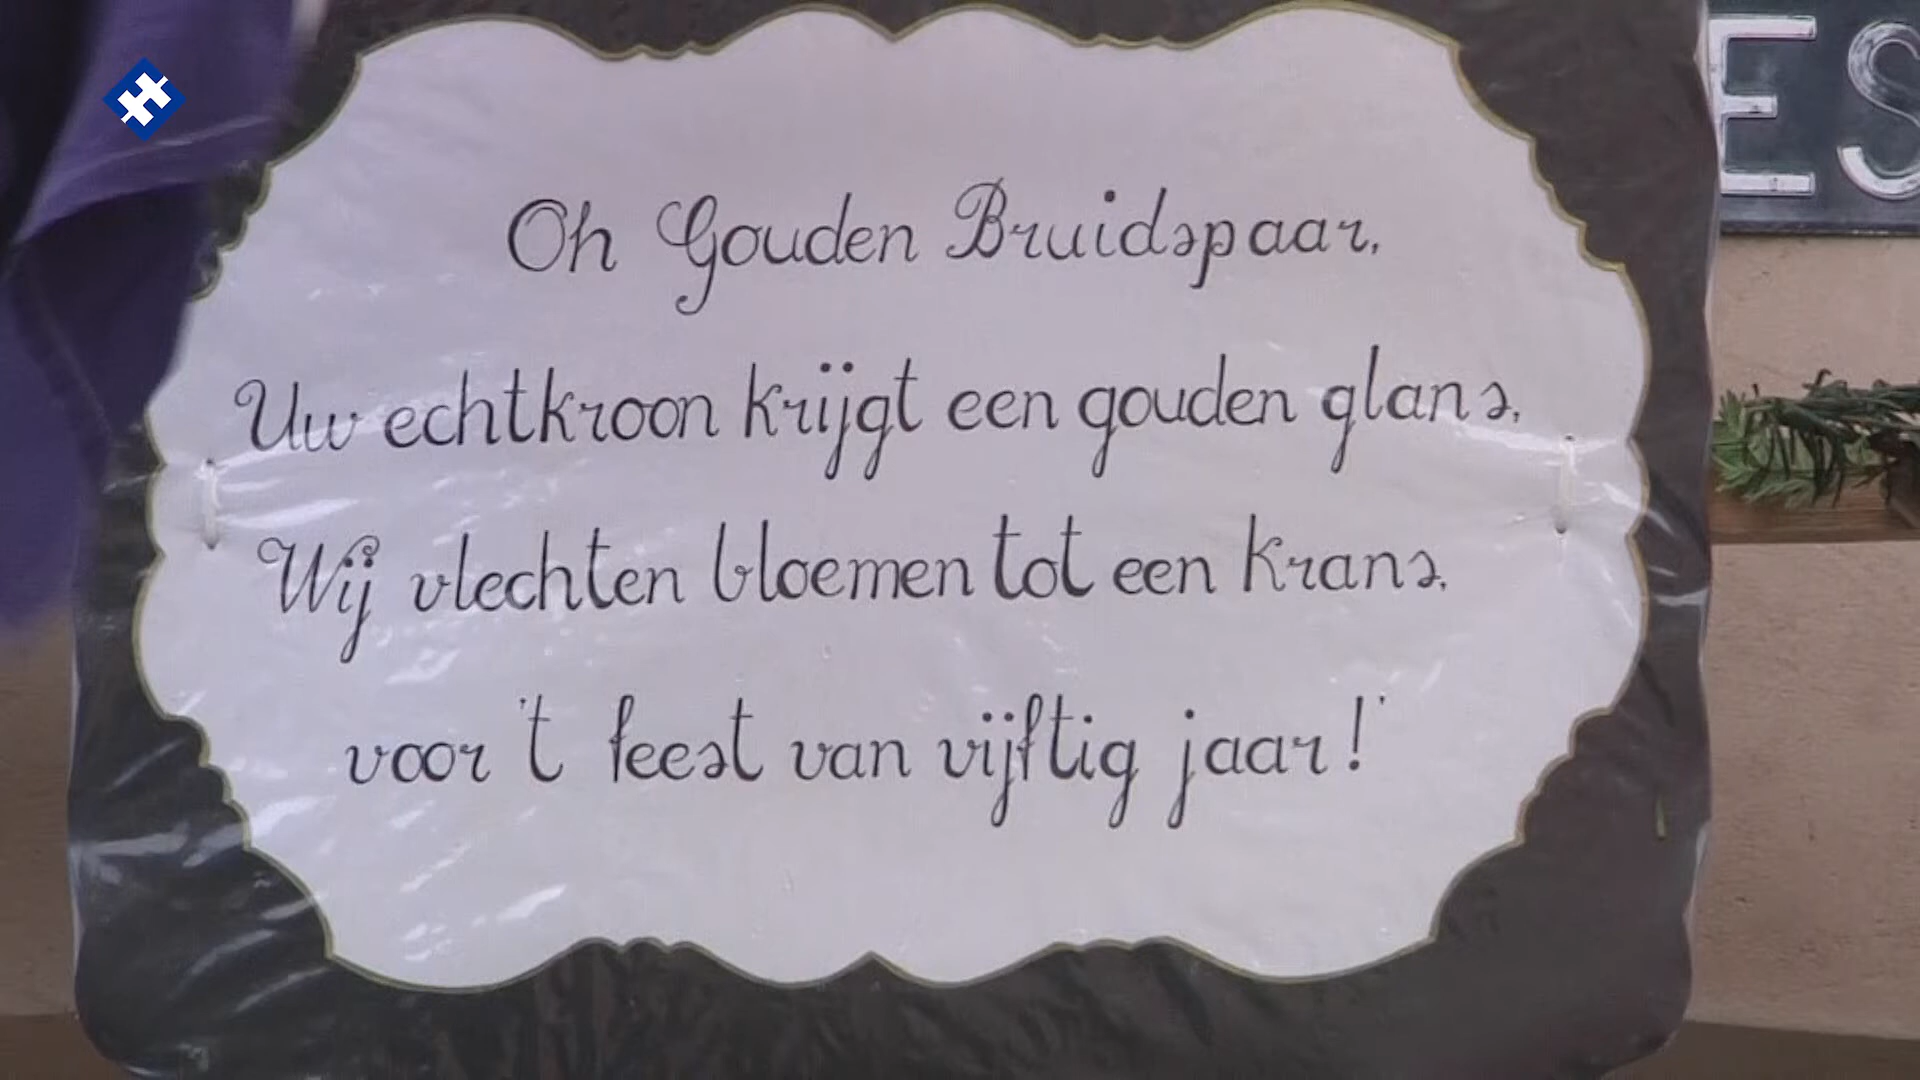 Oh Gouden Bruidspaar,
Uw echtkroon krijgt een gouden glans,
Wij vlechten bloemen tot een krans,
voor 't feest van vijftig jaar!'
ES